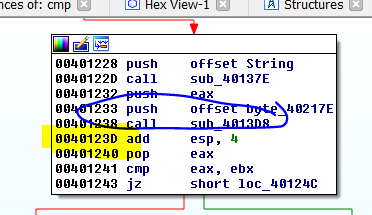 nces of: cmp
Hex View-1
A
Structures
00401228 push offset String
0040122D call sub_40137E
00401232 push eax
00401233 push offset byte_40217E
00401238 call sub_4013D8
0040123D add esp, 4
00401240 pop eax
00401241 cmp eax, ebx
00401243 jz short loc_40124C